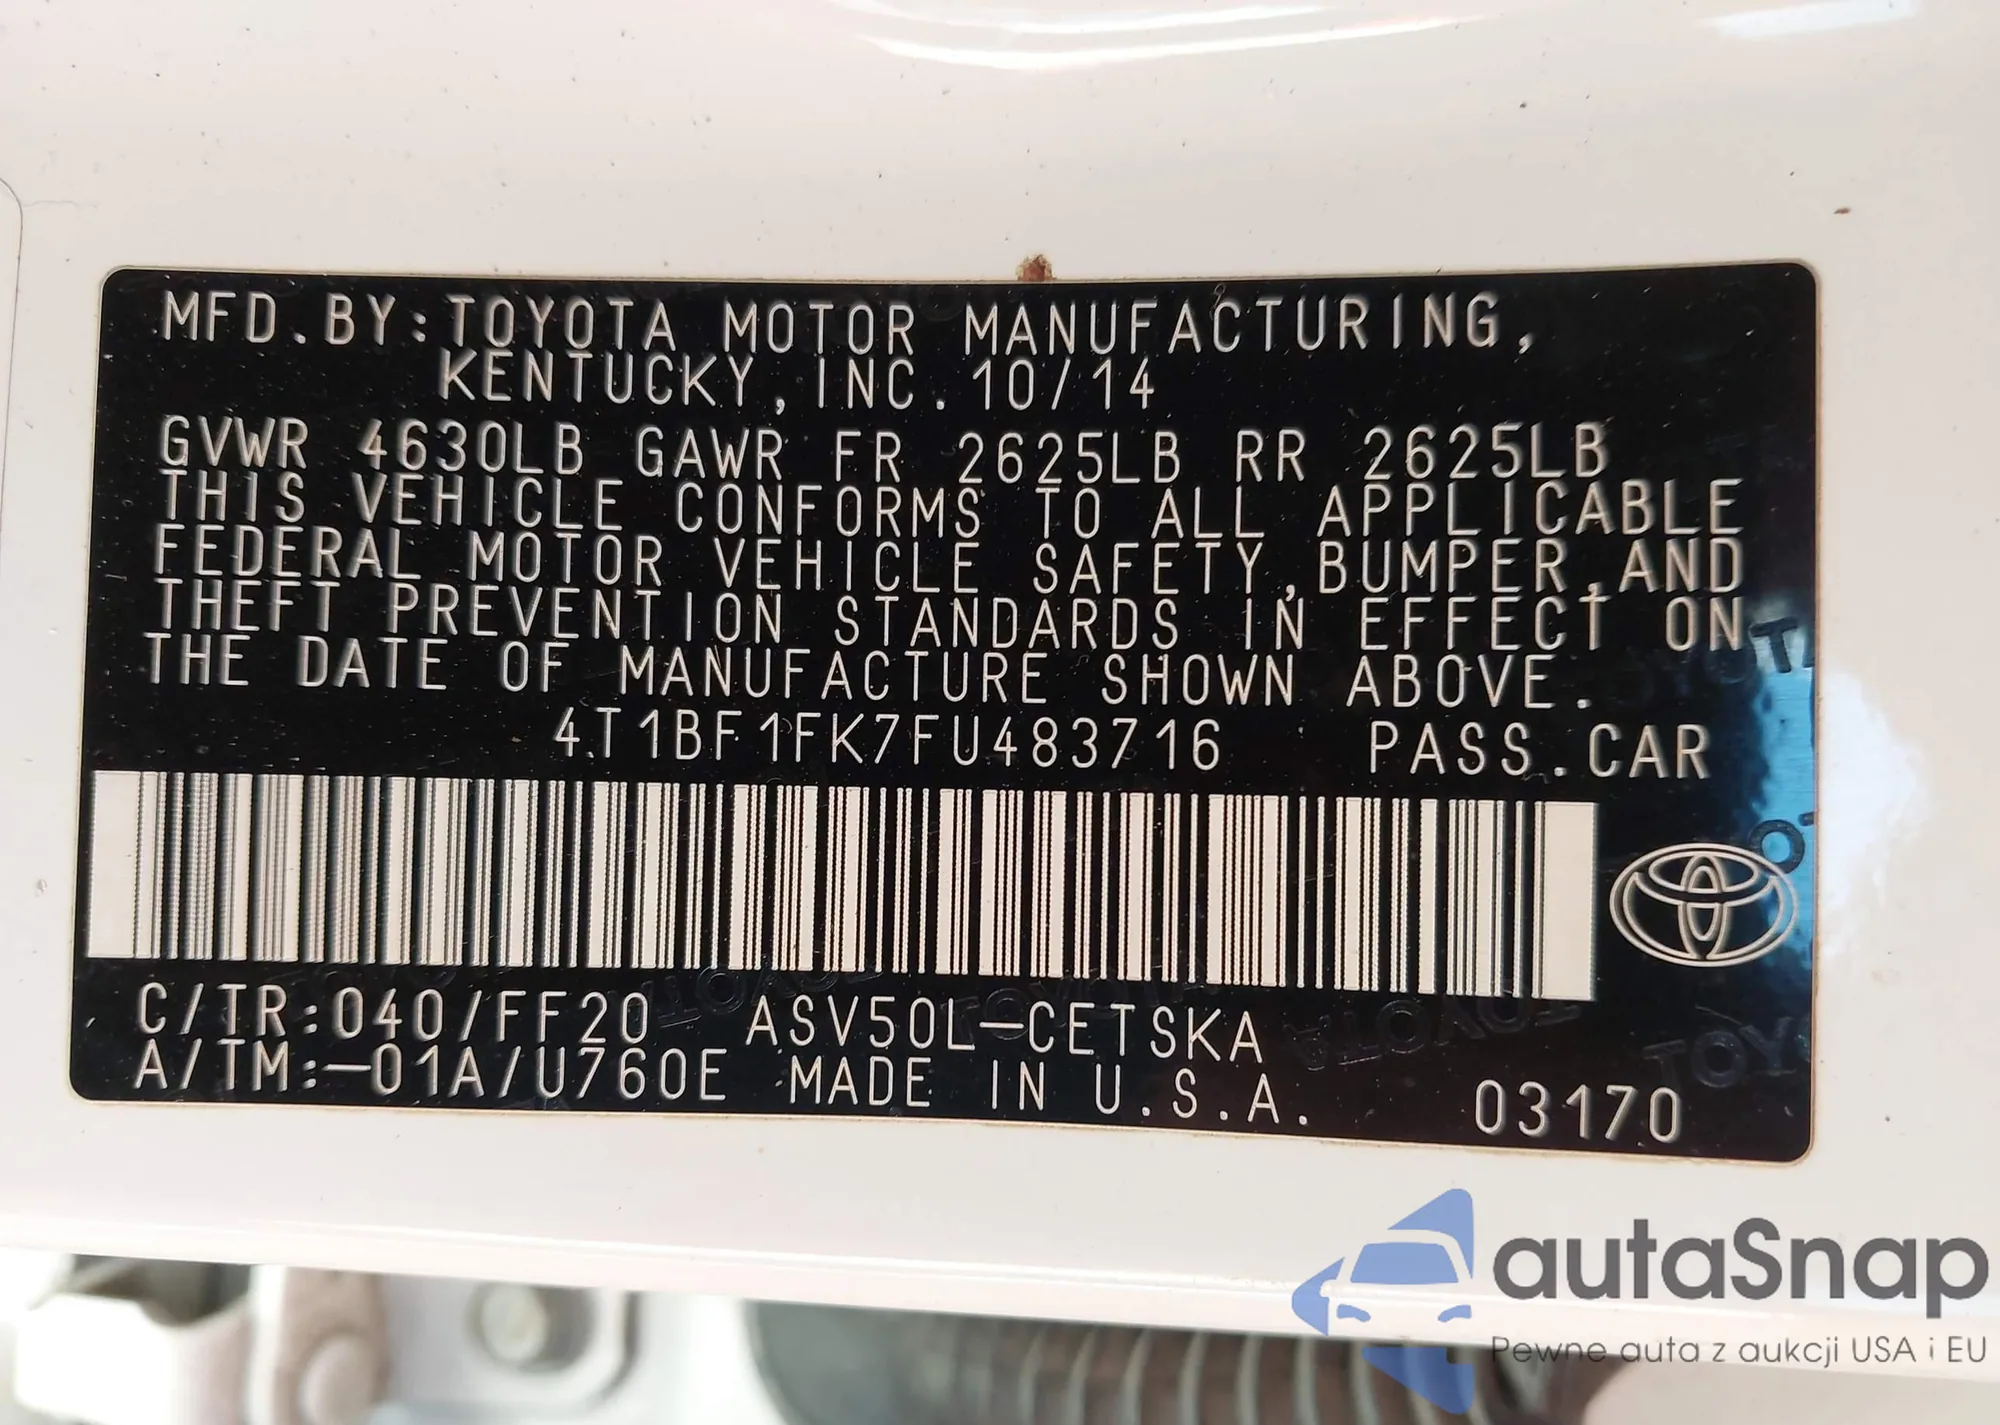 MFD.BY:TOYOTA MOTOR MANUFACTURING,
KENTUCKY,INC.10/14
GVWR 4630LB GAWR FR 2625LB RR 2625LB
THIS VEHICLE CONFORMS TO ALL APPLICABLE
FEDERAL MOTOR VEHICLE SAFETY,BUMPER,AND
THEFT PREVENTION STANDARDS IN EFFECT ON
THE DATE OF MANUFACTURE SHOWN ABOVE.
4T1BF1FK7FU483716 PASS.CAR
C/TR:040/FF20 ASV50L-CETSKA
A/TM:-01A/U760E MADE IN U.S.A. 03170
autaSnap
Pewne auta z aukcji USA i EU